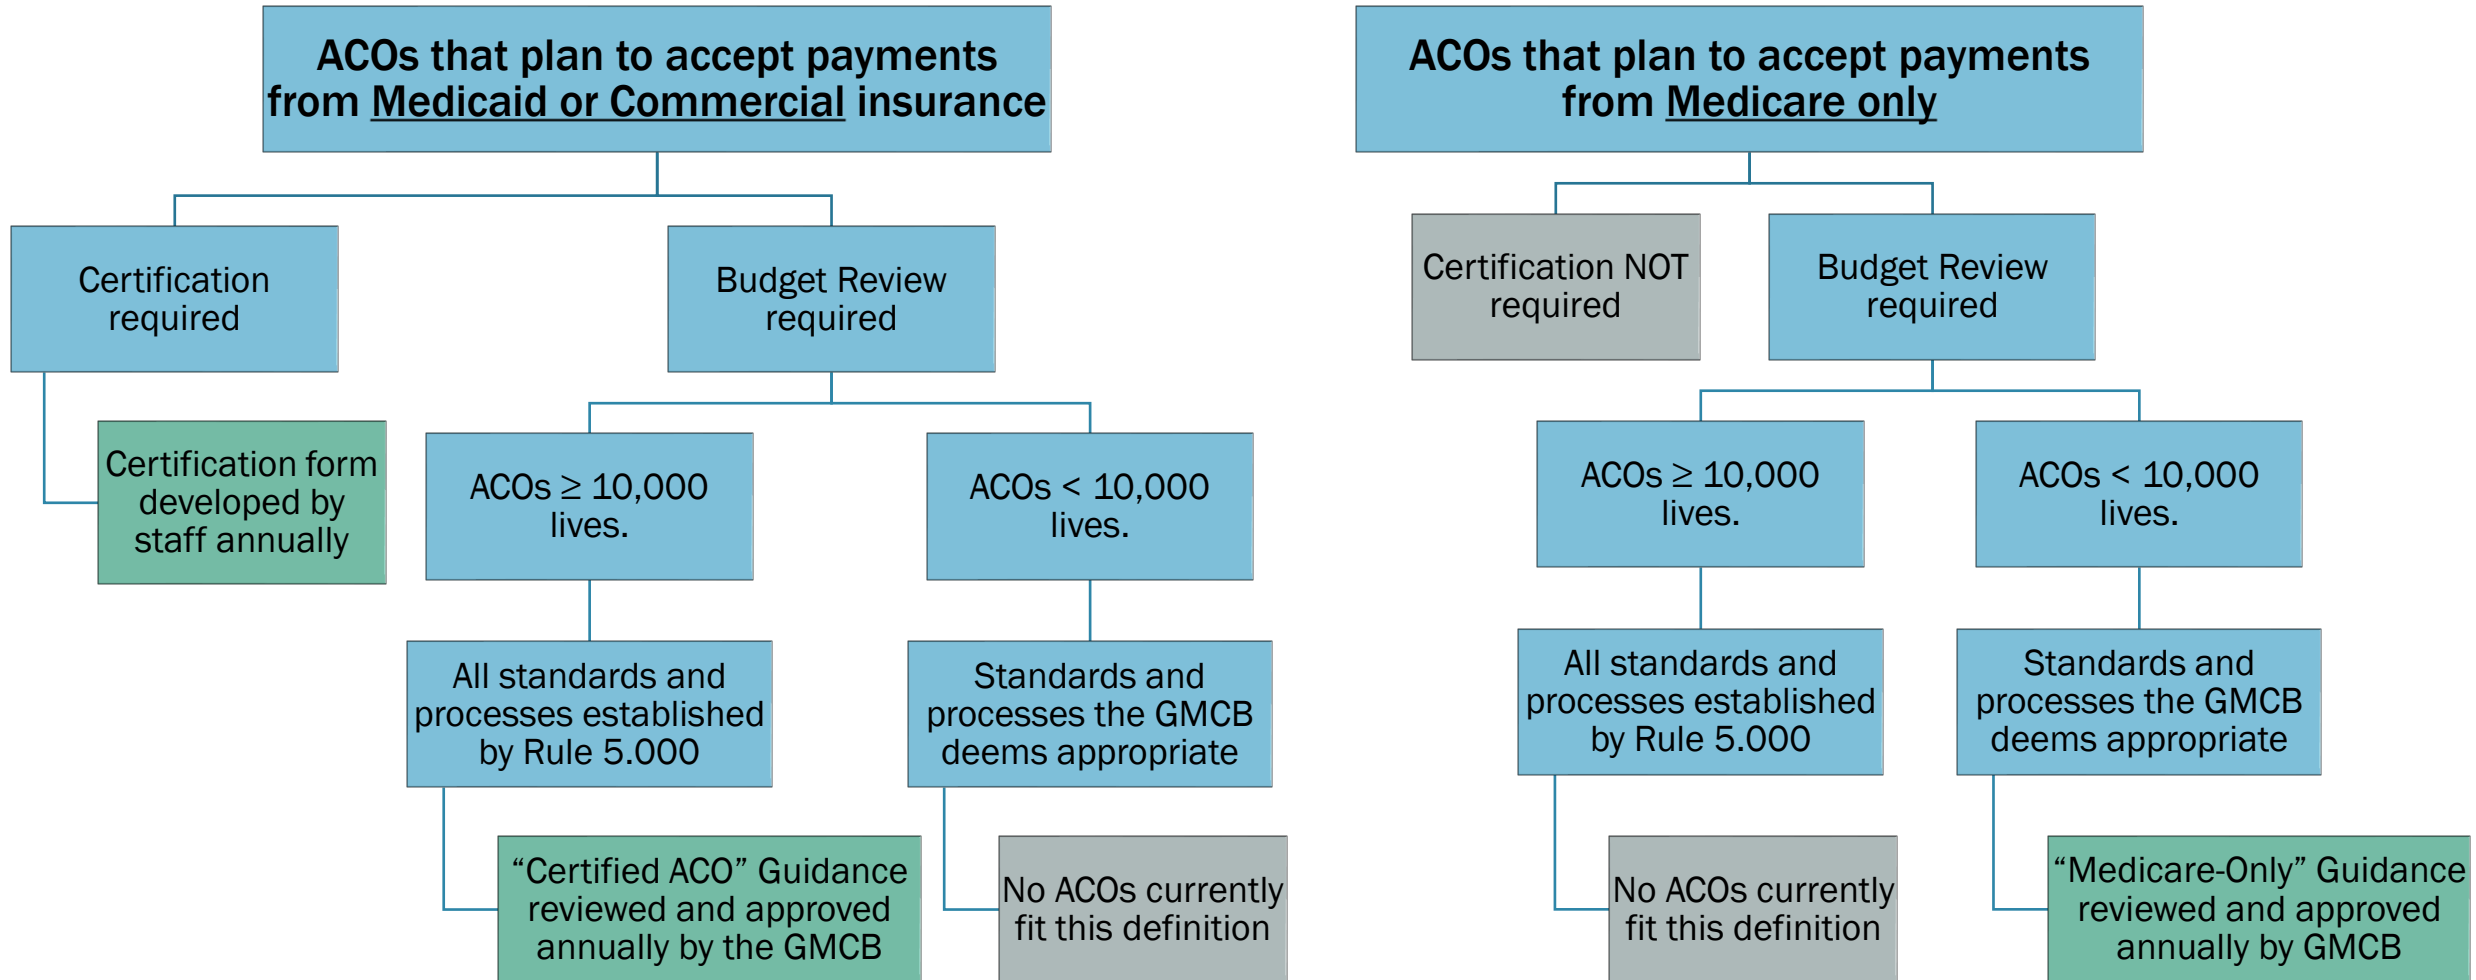 ACOs that plan to accept payments
from Medicaid or Commercial insurance
Certification
required
Budget Review
required
Certification form
developed by
staff annually
ACOs ≥ 10,000
lives.
ACOs < 10,000
lives.
All standards and
processes established
by Rule 5.000
Standards and
processes the GMCB
deems appropriate
“Certified ACO” Guidance
reviewed and approved
annually by the GMCB
No ACOs currently
fit this definition
ACOs that plan to accept payments
from Medicare only
Certification NOT
required
Budget Review
required
ACOs ≥ 10,000
lives.
ACOs < 10,000
lives.
All standards and
processes established
by Rule 5.000
Standards and
processes the GMCB
deems appropriate
No ACOs currently
fit this definition
“Medicare-Only” Guidance
reviewed and approved
annually by GMCB